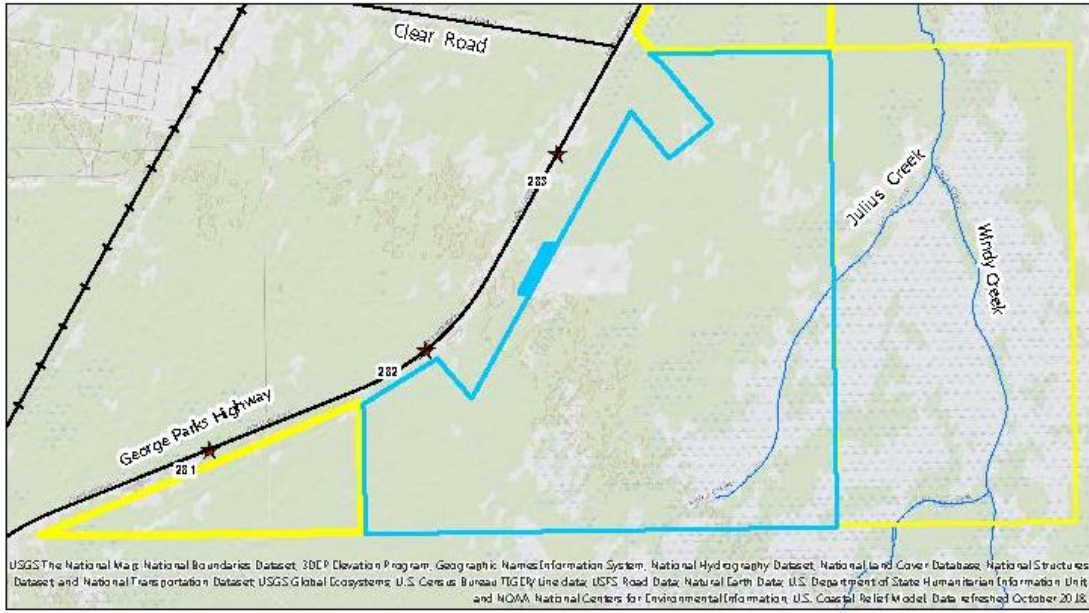 Clear Road
283
Julius Creek
Windy Creek
282
George Parks Highway
281
USGS The National Map: National Boundaries Dataset, 3DEP Elevation Program, Geographic Names Information System, National Hydrography Dataset, National Land Cover Database, National Structures
Dataset, and National Transportation Dataset; USGS Global Ecosystems; U.S. Census Bureau TIGER/Line data; USFS Road Data; Natural Earth Data; U.S. Department of State Humanitarian Information Unit;
and NOAA National Centers for Environmental Information, U.S. Coastal Relief Model. Data refreshed October 2018